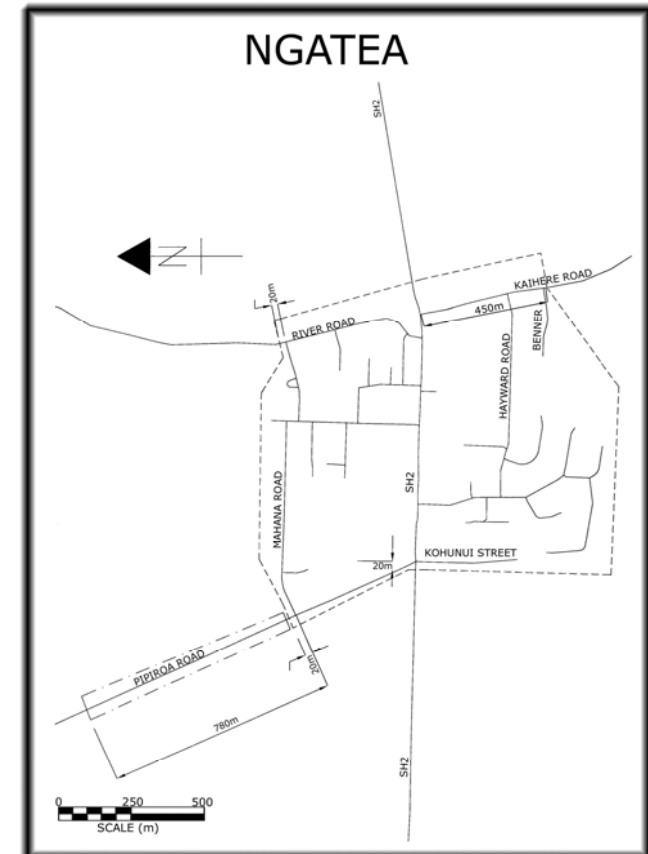 NGATEA
SH2
N
20m
KAIHERE ROAD
450m
RIVER ROAD
BENNER
HAYWARD ROAD
SH2
MAHANA ROAD
KOHUNUI STREET
20m
PIPIROA ROAD
20m
780m
SH2
0 250 500
SCALE (m)